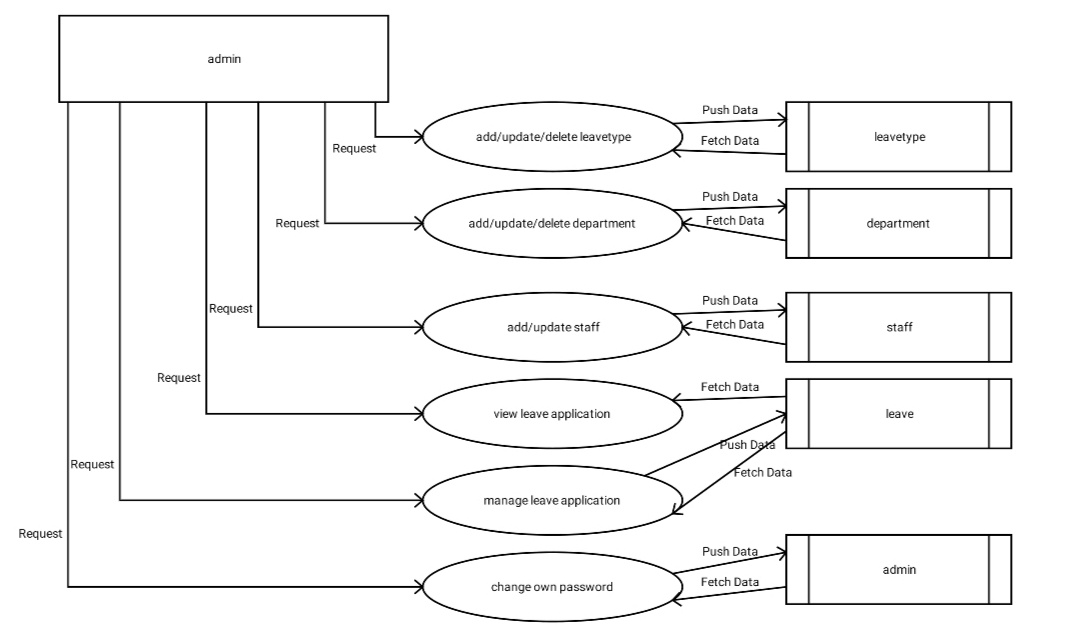 admin
Push Data
add/update/delete leavetype
leavetype
Fetch Data
Request
Push Data
add/update/delete department
department
Fetch Data
Request
Push Data
Request
add/update staff
staff
Fetch Data
Request
Fetch Data
view leave application
leave
Push Data
Request
Fetch Data
manage leave application
Request
Push Data
admin
Fetch Data
change own password